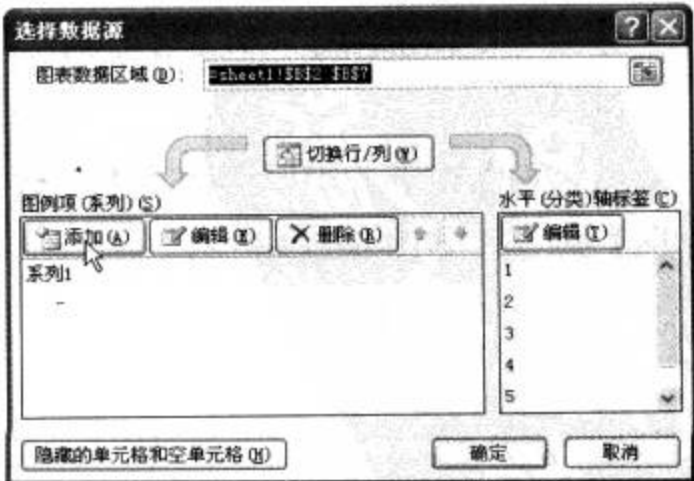 选择数据源
图表数据区域(D): =sheet1!$B$2:$B$7
切换行/列(W)
图例项(系列)(S)
水平(分类)轴标签(C)
添加(A) 编辑(E) 删除(R)
编辑(T)
系列1
1
2
3
4
5
隐藏的单元格和空单元格(H)
确定 取消